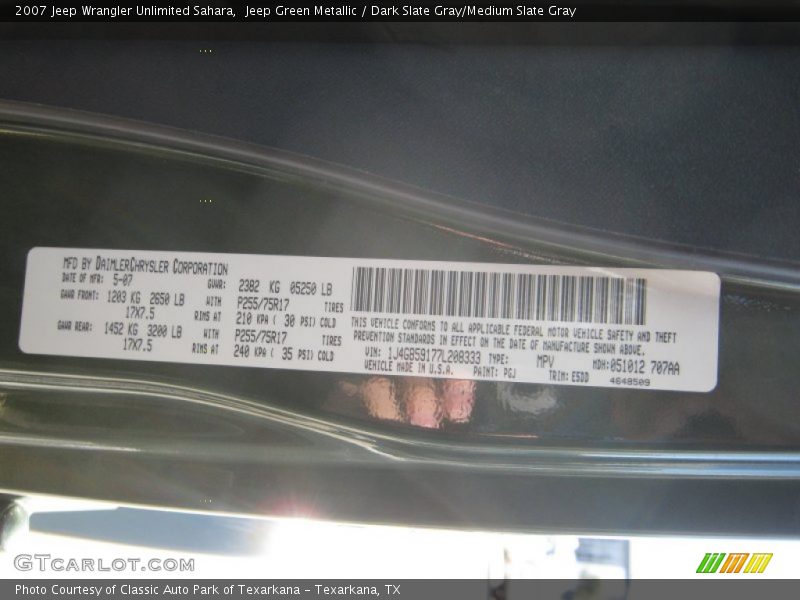 2007 Jeep Wrangler Unlimited Sahara,  Jeep Green Metallic / Dark Slate Gray/Medium Slate Gray
MFD BY DAIMLERCHRYSLER CORPORATION
DATE OF MFR: 5-07 GVWR: 2382 KG 05250 LB
GAWR FRONT: 1203 KG 2650 LB WITH P255/75R17 TIRES
17X7.5 RIMS AT 210 KPA ( 30 PSI) COLD
GAWR REAR: 1452 KG 3200 LB WITH P255/75R17 TIRES
17X7.5 RIMS AT 240 KPA ( 35 PSI) COLD
THIS VEHICLE CONFORMS TO ALL APPLICABLE FEDERAL MOTOR VEHICLE SAFETY AND THEFT
PREVENTION STANDARDS IN EFFECT ON THE DATE OF MANUFACTURE SHOWN ABOVE.
VIN: 1J4GB59177L208333 TYPE: MPV MDH: 051012 707AA
VEHICLE MADE IN U.S.A. PAINT: PGJ TRIM: E5DD 4648509
GTCARLOT.COM
Photo Courtesy of Classic Auto Park of Texarkana - Texarkana, TX